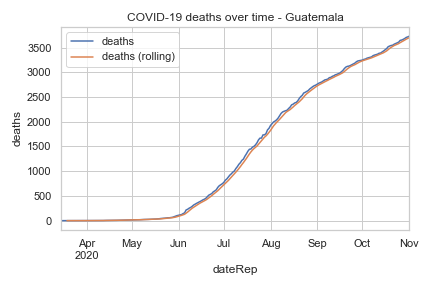 COVID-19 deaths over time - Guatemala
deaths
deaths (rolling)
3500
3000
2500
2000
1500
1000
500
0
deaths
Apr
2020
May
Jun
Jul
Aug
Sep
Oct
Nov
dateRep